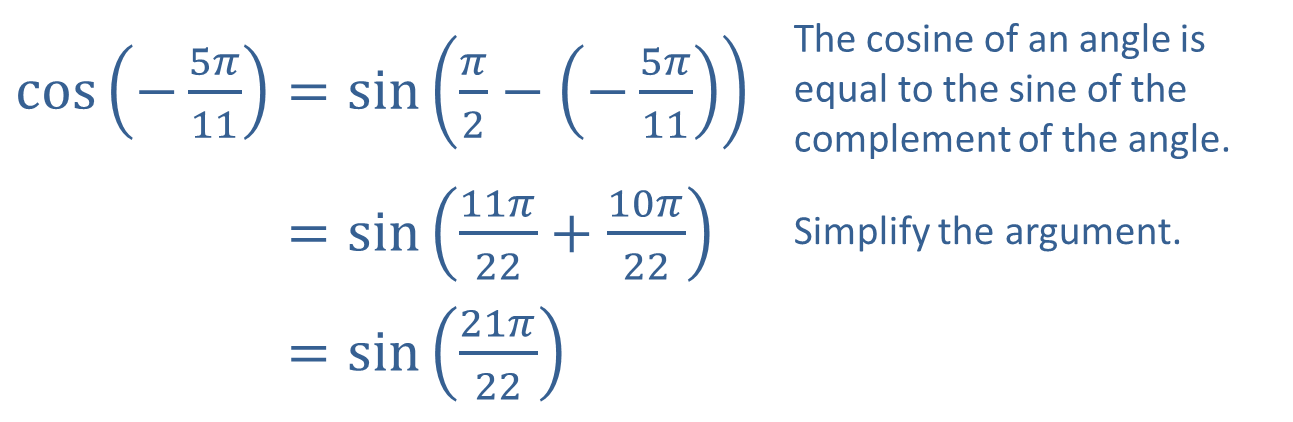 cos(−5π/11) = sin(π/2 − (−5π/11))
The cosine of an angle is
equal to the sine of the
complement of the angle.
= sin(11π/22 + 10π/22)
Simplify the argument.
= sin(21π/22)